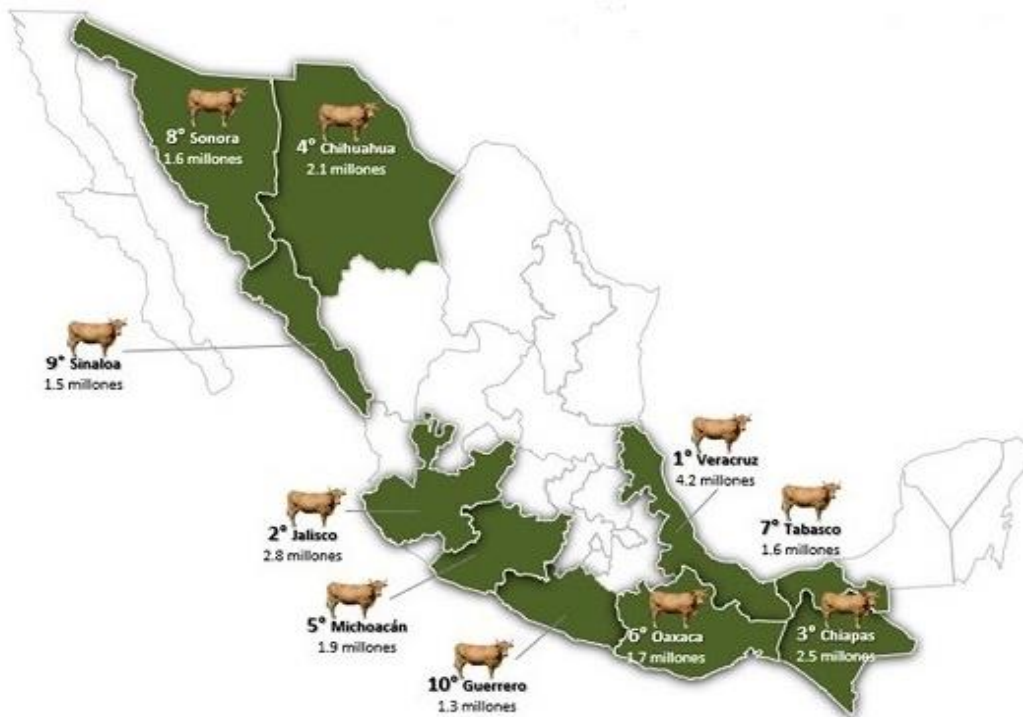 8° Sonora
1.6 millones
4° Chihuahua
2.1 millones
9° Sinaloa
1.5 millones
1° Veracruz
4.2 millones
2° Jalisco
2.8 millones
7° Tabasco
1.6 millones
5° Michoacán
1.9 millones
6° Oaxaca
1.7 millones
3° Chiapas
2.5 millones
10° Guerrero
1.3 millones